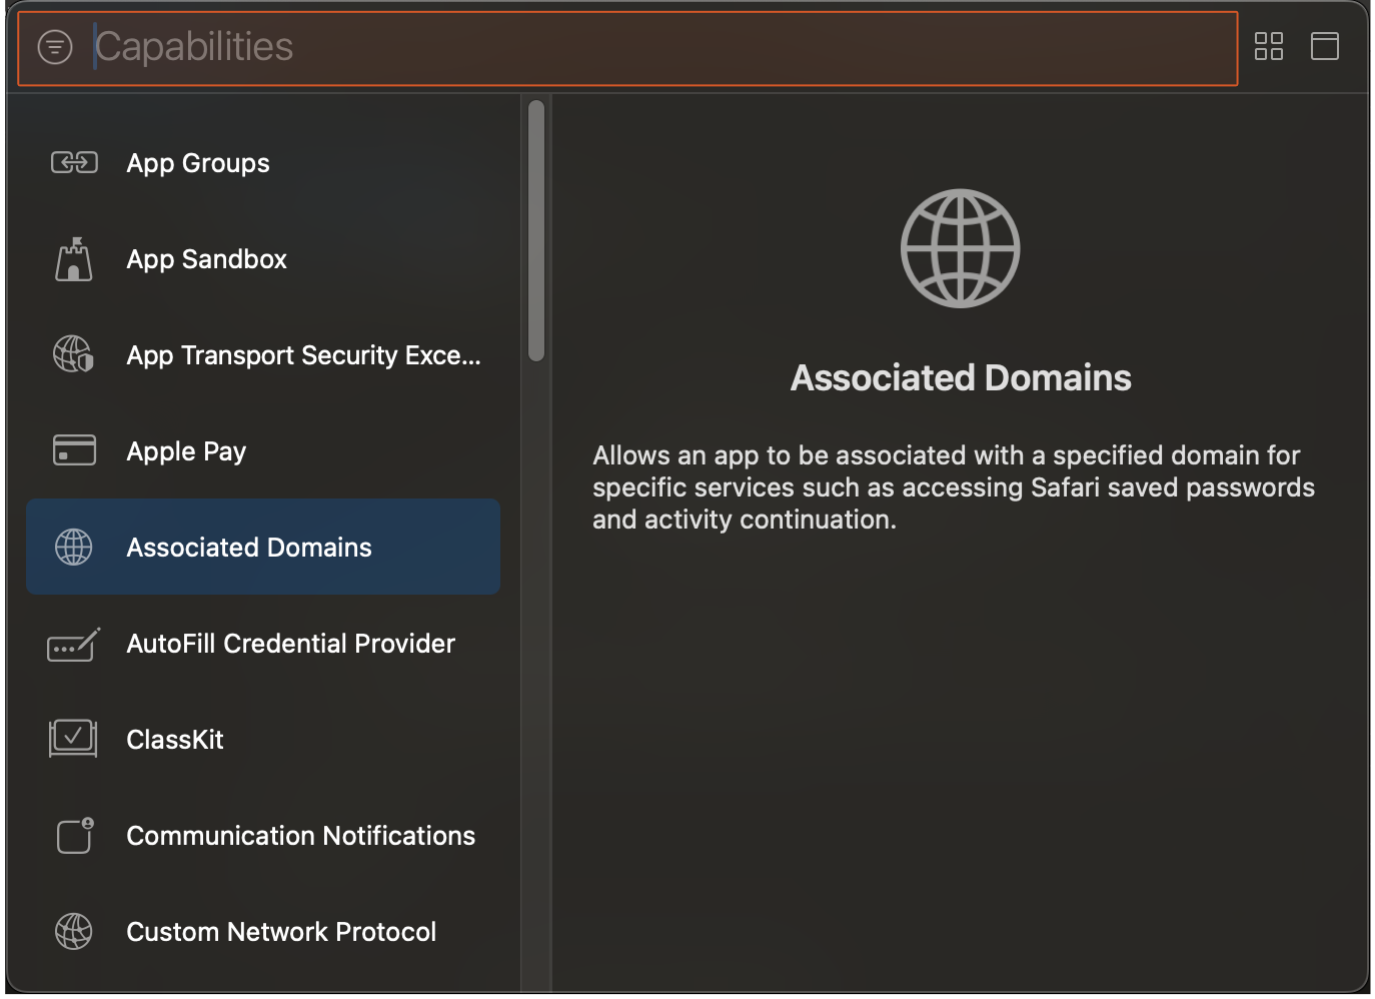 Capabilities
App Groups
App Sandbox
App Transport Security Exce...
Apple Pay
Associated Domains
AutoFill Credential Provider
ClassKit
Communication Notifications
Custom Network Protocol
Associated Domains
Allows an app to be associated with a specified domain for
specific services such as accessing Safari saved passwords
and activity continuation.